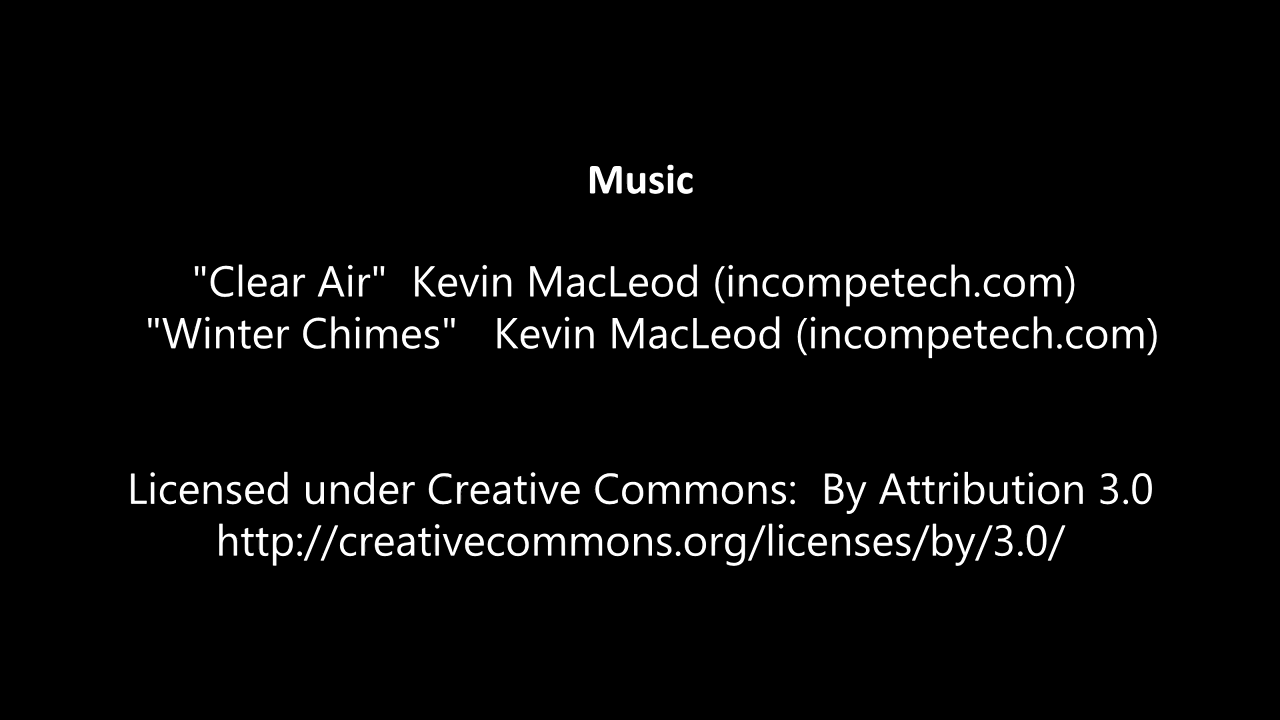 Music
"Clear Air"  Kevin MacLeod (incompetech.com)
"Winter Chimes"   Kevin MacLeod (incompetech.com)
Licensed under Creative Commons:  By Attribution 3.0
http://creativecommons.org/licenses/by/3.0/